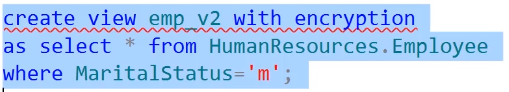 create view emp_v2 with encryption
as select * from HumanResources.Employee
where MaritalStatus='m';